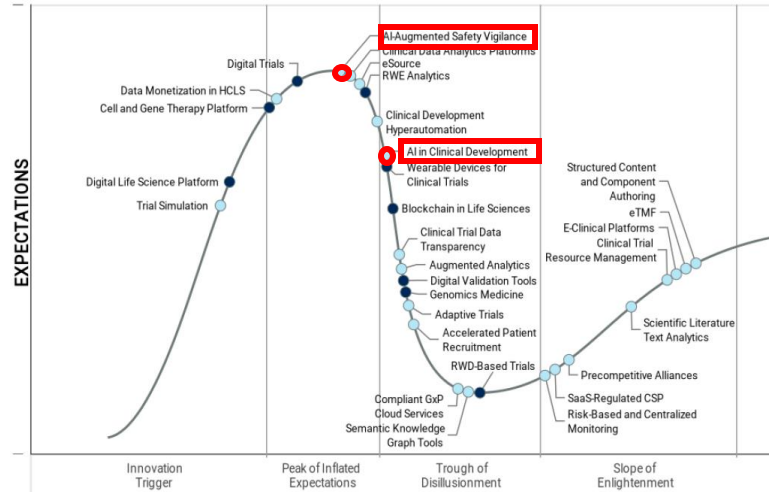 AI-Augmented Safety Vigilance
Clinical Data Analytics Platforms
eSource
RWE Analytics
Digital Trials
Data Monetization in HCLS
Cell and Gene Therapy Platform
Clinical Development
Hyperautomation
AI in Clinical Development
Wearable Devices for
Clinical Trials
Digital Life Science Platform
Trial Simulation
Blockchain in Life Sciences
Clinical Trial Data
Transparency
Augmented Analytics
Digital Validation Tools
Genomics Medicine
Adaptive Trials
Accelerated Patient
Recruitment
RWD-Based Trials
Compliant GxP
Cloud Services
Semantic Knowledge
Graph Tools
Structured Content
and Component
Authoring
eTMF
E-Clinical Platforms
Clinical Trial
Resource Management
Scientific Literature
Text Analytics
Precompetitive Alliances
SaaS-Regulated CSP
Risk-Based and Centralized
Monitoring
EXPECTATIONS
Innovation
Trigger
Peak of Inflated
Expectations
Trough of
Disillusionment
Slope of
Enlightenment